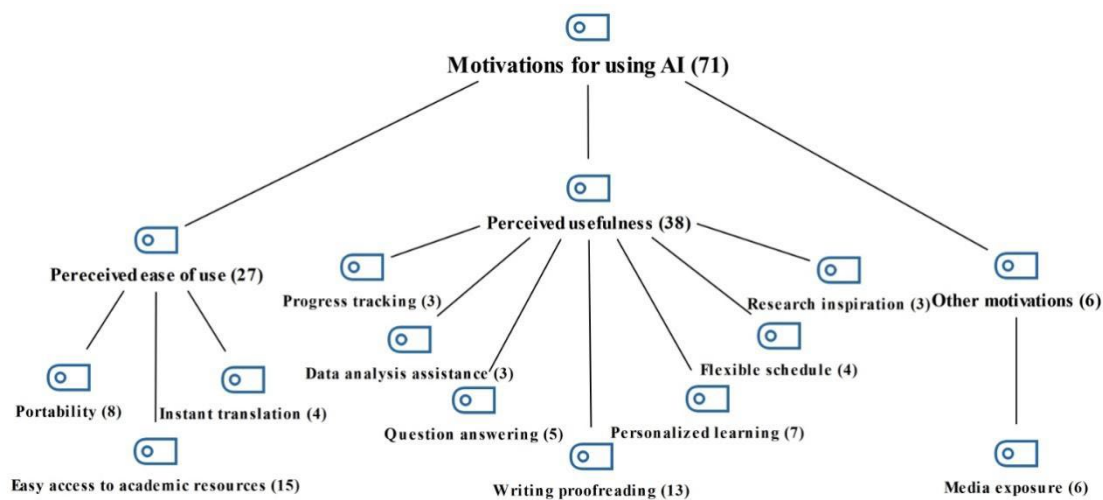 Motivations for using AI (71)
Perceived usefulness (38)
Pereceived ease of use (27)
Progress tracking (3)
Research inspiration (3)
Other motivations (6)
Data analysis assistance (3)
Flexible schedule (4)
Portability (8)
Instant translation (4)
Question answering (5)
Personalized learning (7)
Easy access to academic resources (15)
Writing proofreading (13)
Media exposure (6)